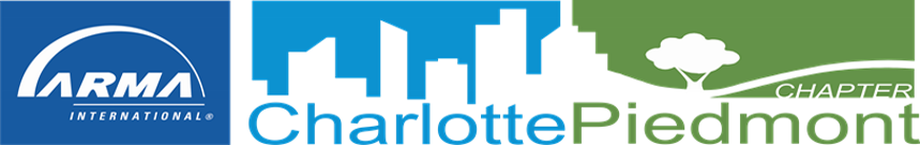 ARMA
INTERNATIONAL®
CHAPTER
CharlottePiedmont